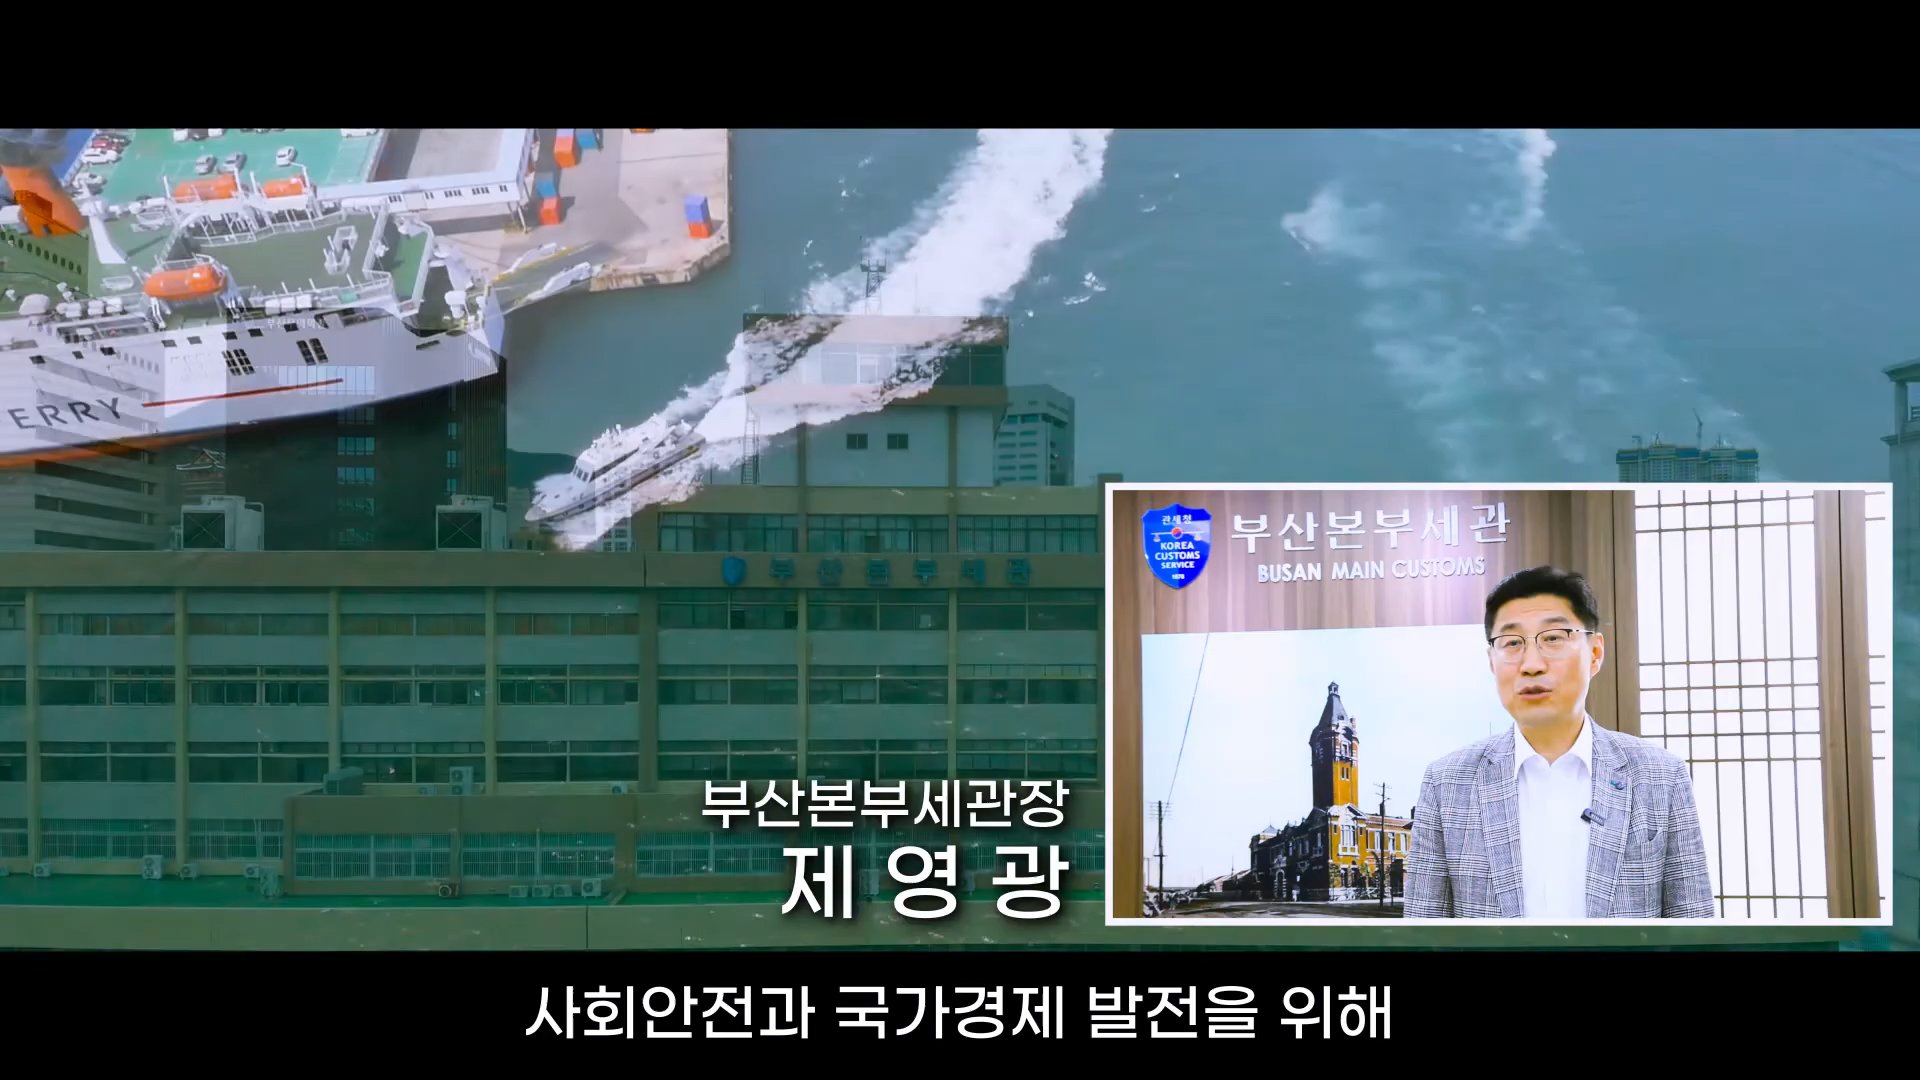 ERRY
부산본부세관
관세청
KOREA
CUSTOMS
SERVICE
1878
부산본부세관
BUSAN MAIN CUSTOMS
부산본부세관장
제영광
사회안전과 국가경제 발전을 위해